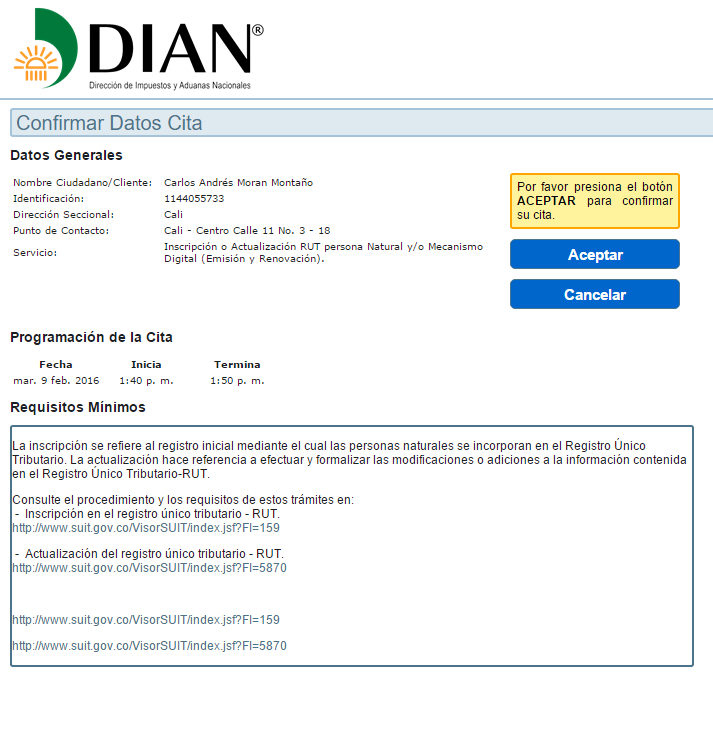 DIAN®
Dirección de Impuestos y Aduanas Nacionales
Confirmar Datos Cita
Datos Generales
Nombre Ciudadano/Cliente: Carlos Andrés Moran Montaño
Identificación: 1144055733
Dirección Seccional: Cali
Punto de Contacto: Cali - Centro Calle 11 No. 3 - 18
Servicio: Inscripción o Actualización RUT persona Natural y/o Mecanismo
Digital (Emisión y Renovación).
Por favor presiona el botón
ACEPTAR para confirmar
su cita.
Aceptar
Cancelar
Programación de la Cita
Fecha Inicia Termina
mar. 9 feb. 2016 1:40 p. m. 1:50 p. m.
Requisitos Mínimos
La inscripción se refiere al registro inicial mediante el cual las personas naturales se incorporan en el Registro Único
Tributario. La actualización hace referencia a efectuar y formalizar las modificaciones o adiciones a la información contenida
en el Registro Único Tributario-RUT.
Consulte el procedimiento y los requisitos de estos trámites en:
- Inscripción en el registro único tributario - RUT.
http://www.suit.gov.co/VisorSUIT/index.jsf?FI=159
- Actualización del registro único tributario - RUT.
http://www.suit.gov.co/VisorSUIT/index.jsf?FI=5870
http://www.suit.gov.co/VisorSUIT/index.jsf?FI=159
http://www.suit.gov.co/VisorSUIT/index.jsf?FI=5870